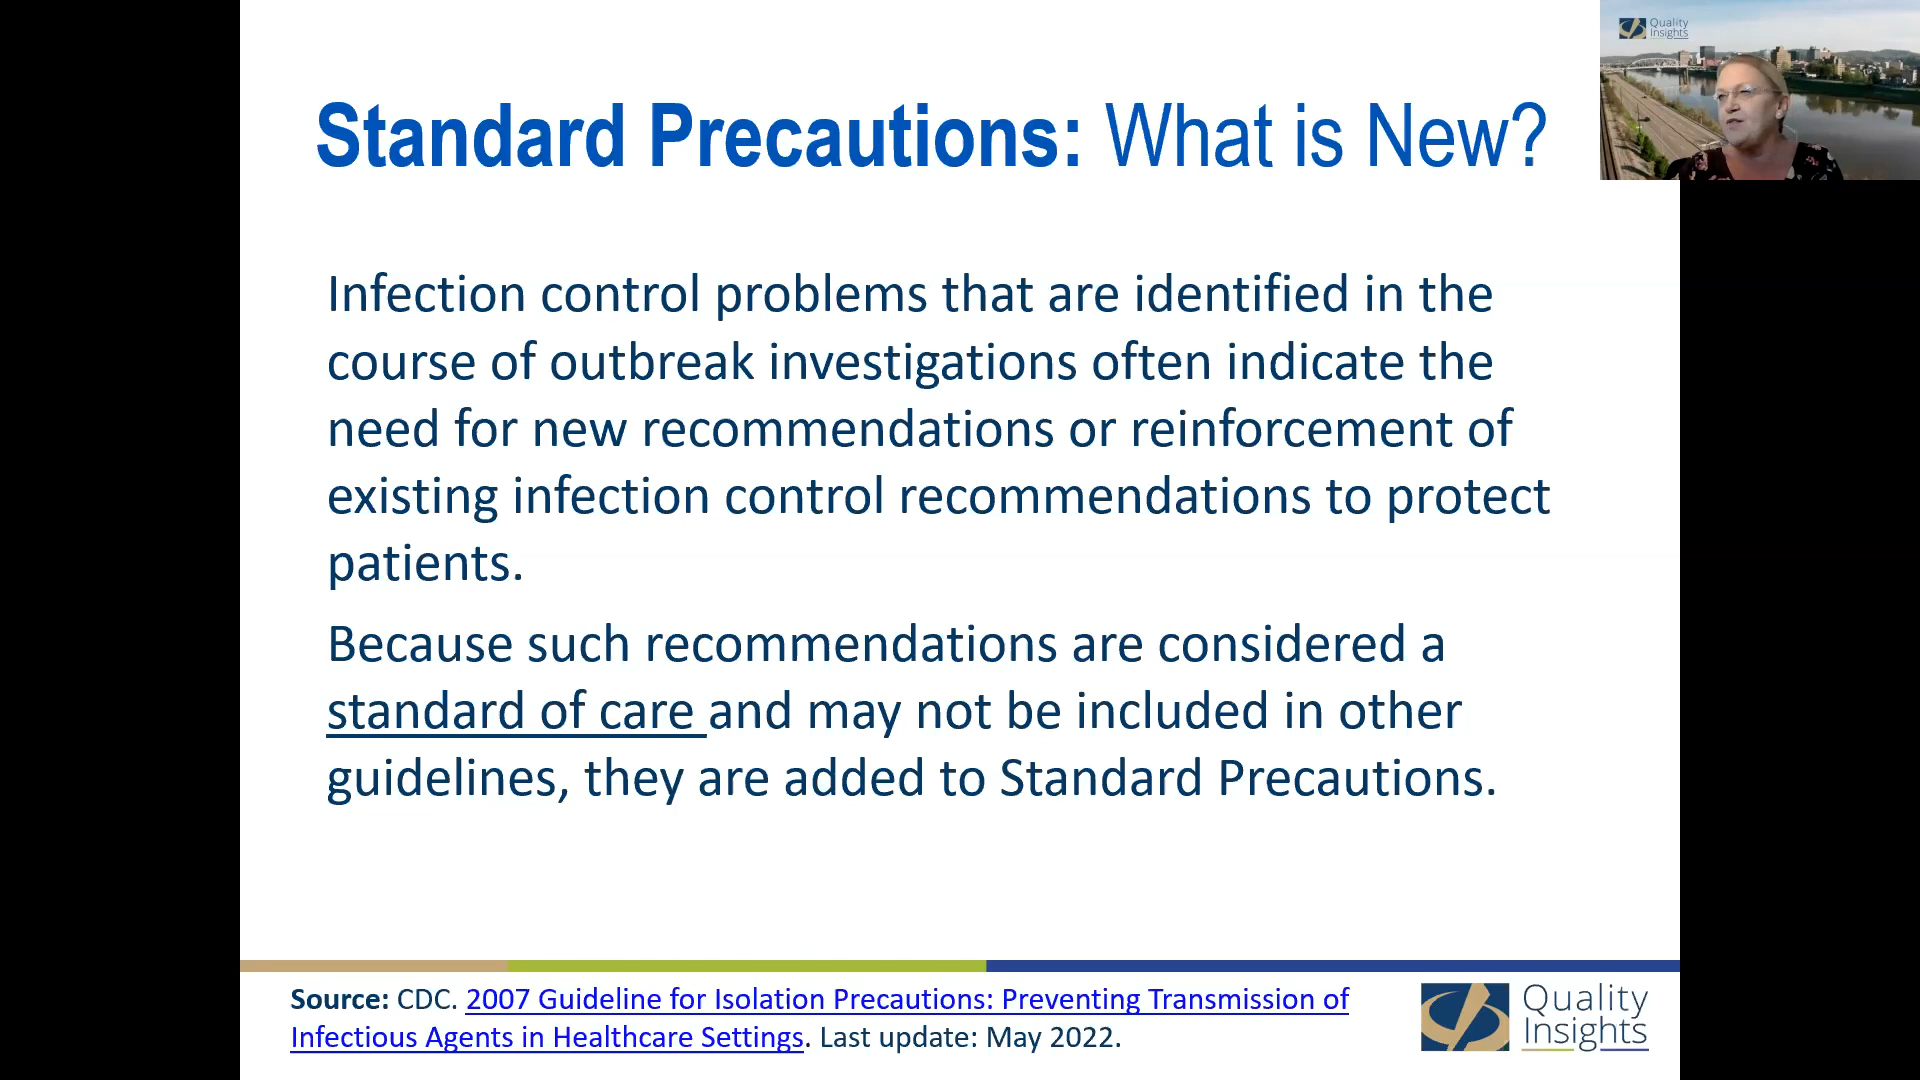 Quality
Insights
Standard Precautions: What is New?
Infection control problems that are identified in the
course of outbreak investigations often indicate the
need for new recommendations or reinforcement of
existing infection control recommendations to protect
patients.
Because such recommendations are considered a
standard of care and may not be included in other
guidelines, they are added to Standard Precautions.
Source: CDC. 2007 Guideline for Isolation Precautions: Preventing Transmission of
Infectious Agents in Healthcare Settings. Last update: May 2022.
Quality
Insights